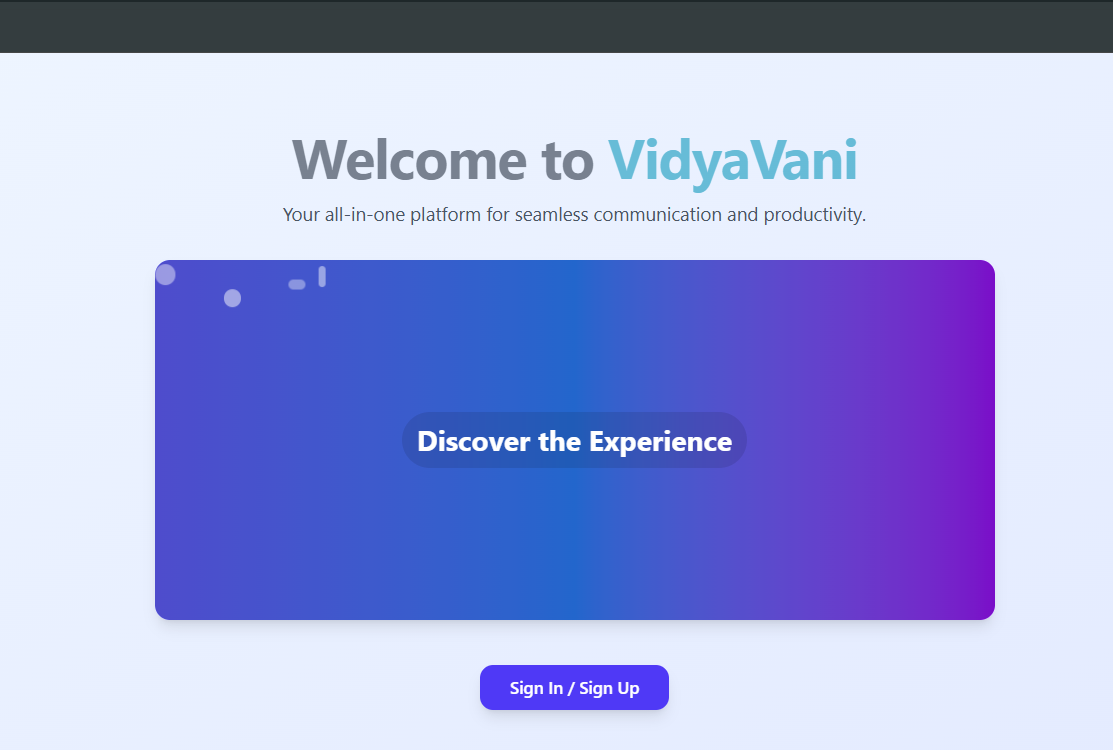 Welcome to VidyaVani
Your all-in-one platform for seamless communication and productivity.
Discover the Experience
Sign In / Sign Up